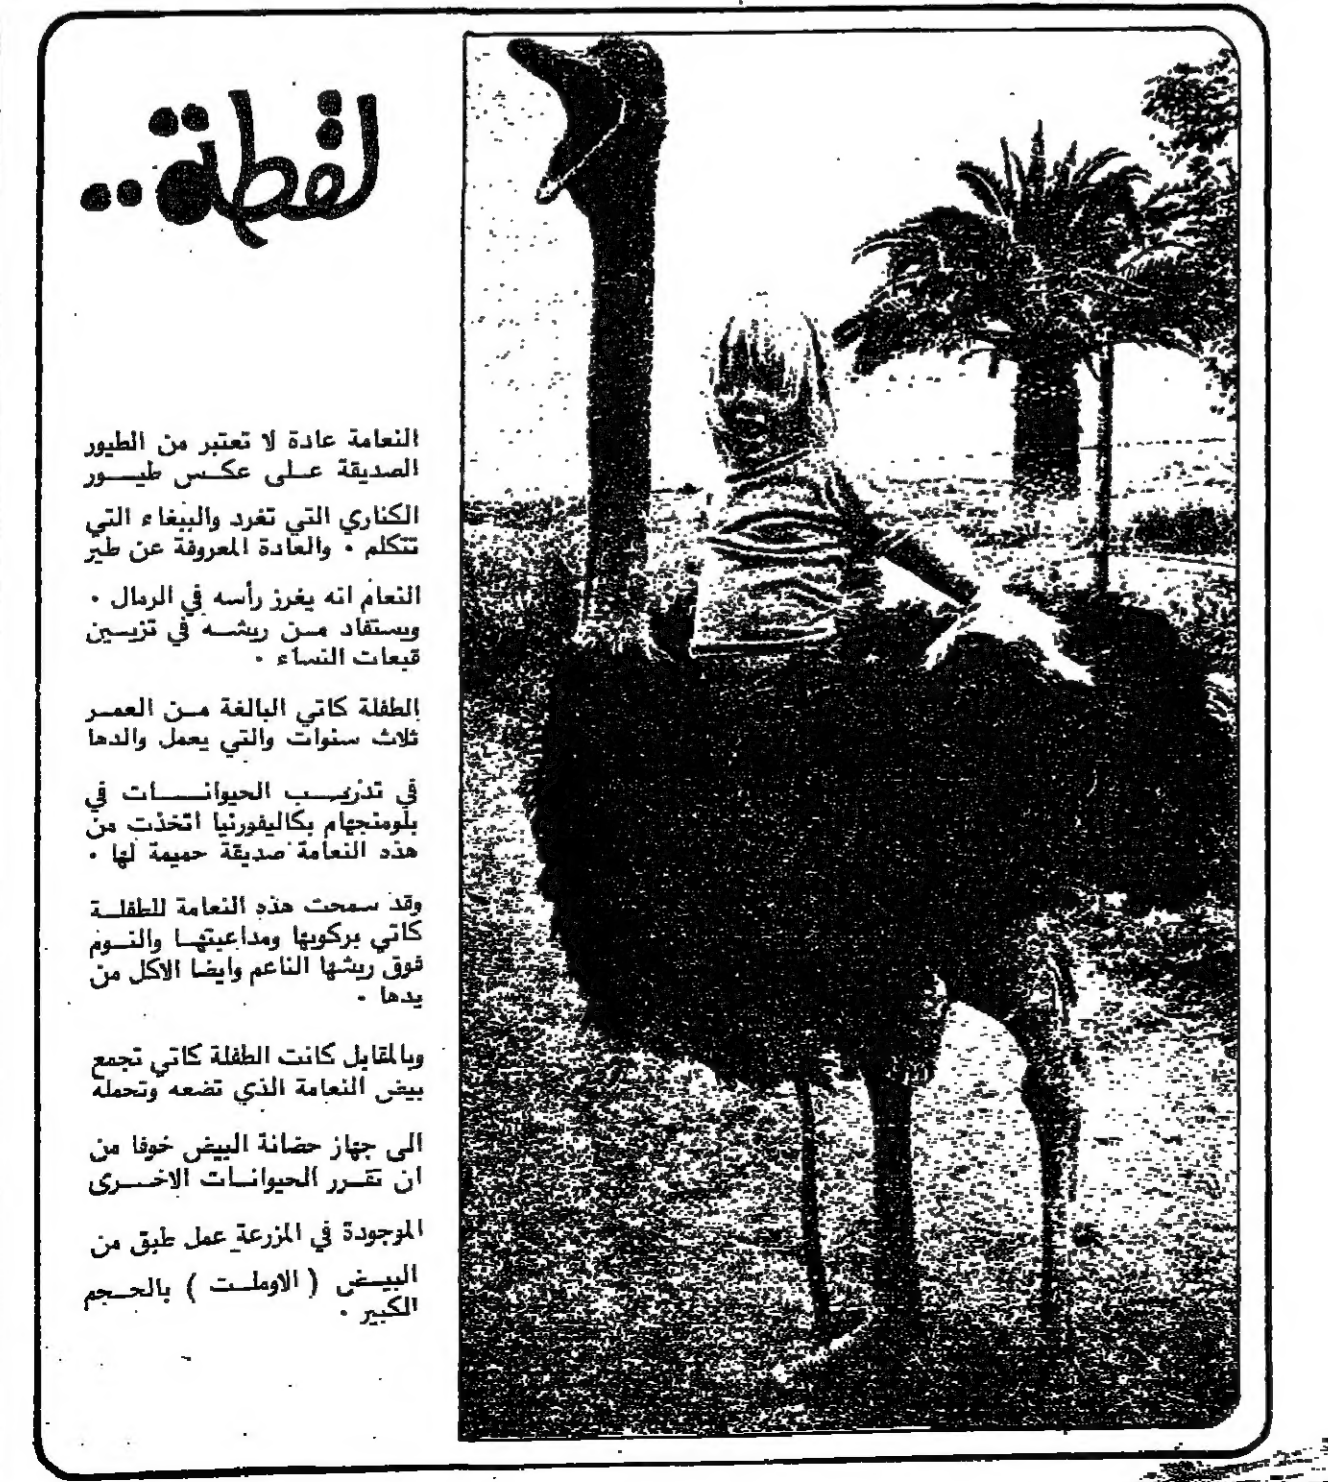 لقطة..
النعامة عادة لا تعتبر من الطيور
الصديقة على عكس طيور
الكناري التي تغرد والببغاء التي
تتكلم . والعادة المعروفة عن طير
النعام انه يغرز رأسه في الرمال .
ويستفاد من ريشه في تزيين
قبعات النساء .
الطفلة كاتي البالغة من العمر
ثلاث سنوات والتي يعمل والدها
في تدريب الحيوانات في
بلومنجهام بكاليفورنيا اتخذت من
هذه النعامة صديقة حميمة لها .
وقد سمحت هذه النعامة للطفلة
كاتي بركوبها ومداعبتها والنوم
فوق ريشها الناعم وايضا الاكل من
يدها .
وبالمقابل كانت الطفلة كاتي تجمع
بيض النعامة الذي تضعه وتحمله
الى جهاز حضانة البيض خوفا من
ان تقرر الحيوانات الاخرى
الموجودة في المزرعة عمل طبق من
البيض ( الاوملت ) بالحجم
الكبير .